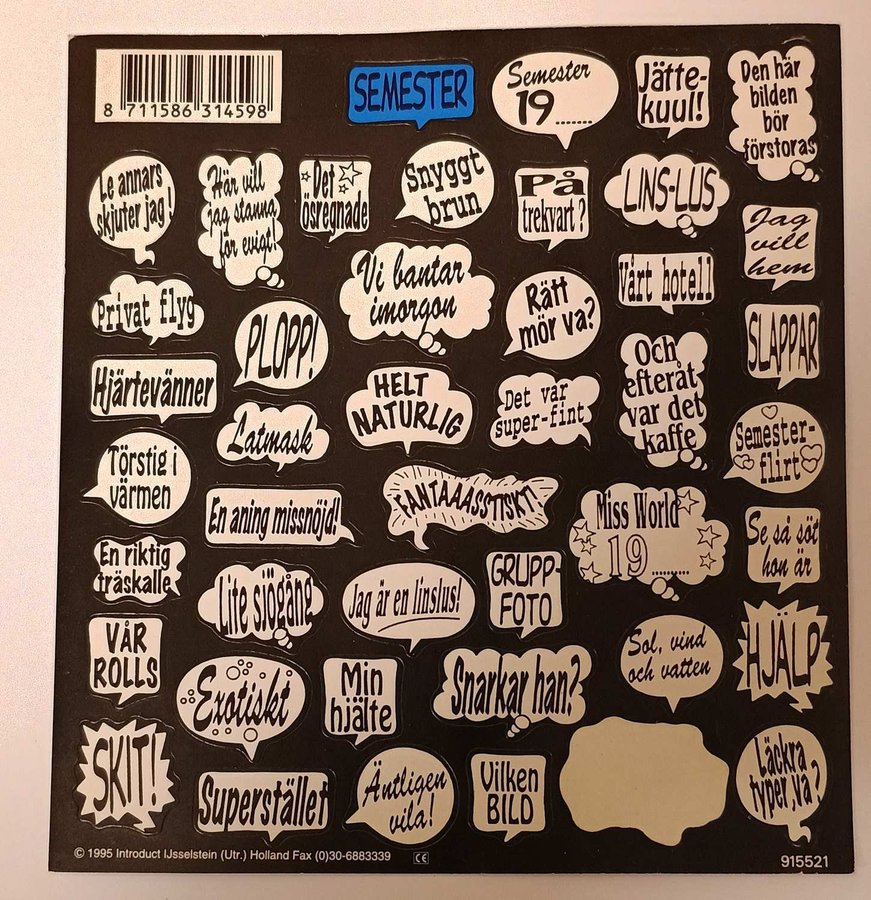 8 711586 314598
SEMESTER
Semester
19........
Jätte-
kuul!
Den här
bilden
bör
förstoras
Le annars
skjuter jag!
Här vill
jag stanna
för evigt!
Det
ösregnade
Snyggt
brun
På
trekvart?
LINS-LUS
Jag
vill
hem
Privat flyg
PLOPP!
Vi bantar
imorgon
Rätt
mör va?
Vårt hotell
SLAPPAR
Hjärtevänner
Latmask
HELT
NATURLIG
Det var
super-fint
Och
efteråt
var det
kaffe
Semester-
flirt
Törstig i
värmen
En aning missnöjd!
FANTAAASSTISKT!
Miss World
19.........
Se så söt
hon är
En riktig
träskalle
Lite sjögång
Jag är en linslus!
GRUPP-
FOTO
VÅR
ROLLS
Exotiskt
Min
hjälte
Snarkar han?
Sol, vind
och vatten
HJÄLP
SKIT!
Superstället
Äntligen
vila!
Vilken
BILD
Läckra
typer,va?
© 1995 Introduct IJsselstein (Utr.) Holland Fax (0)30-6883339 CE
915521